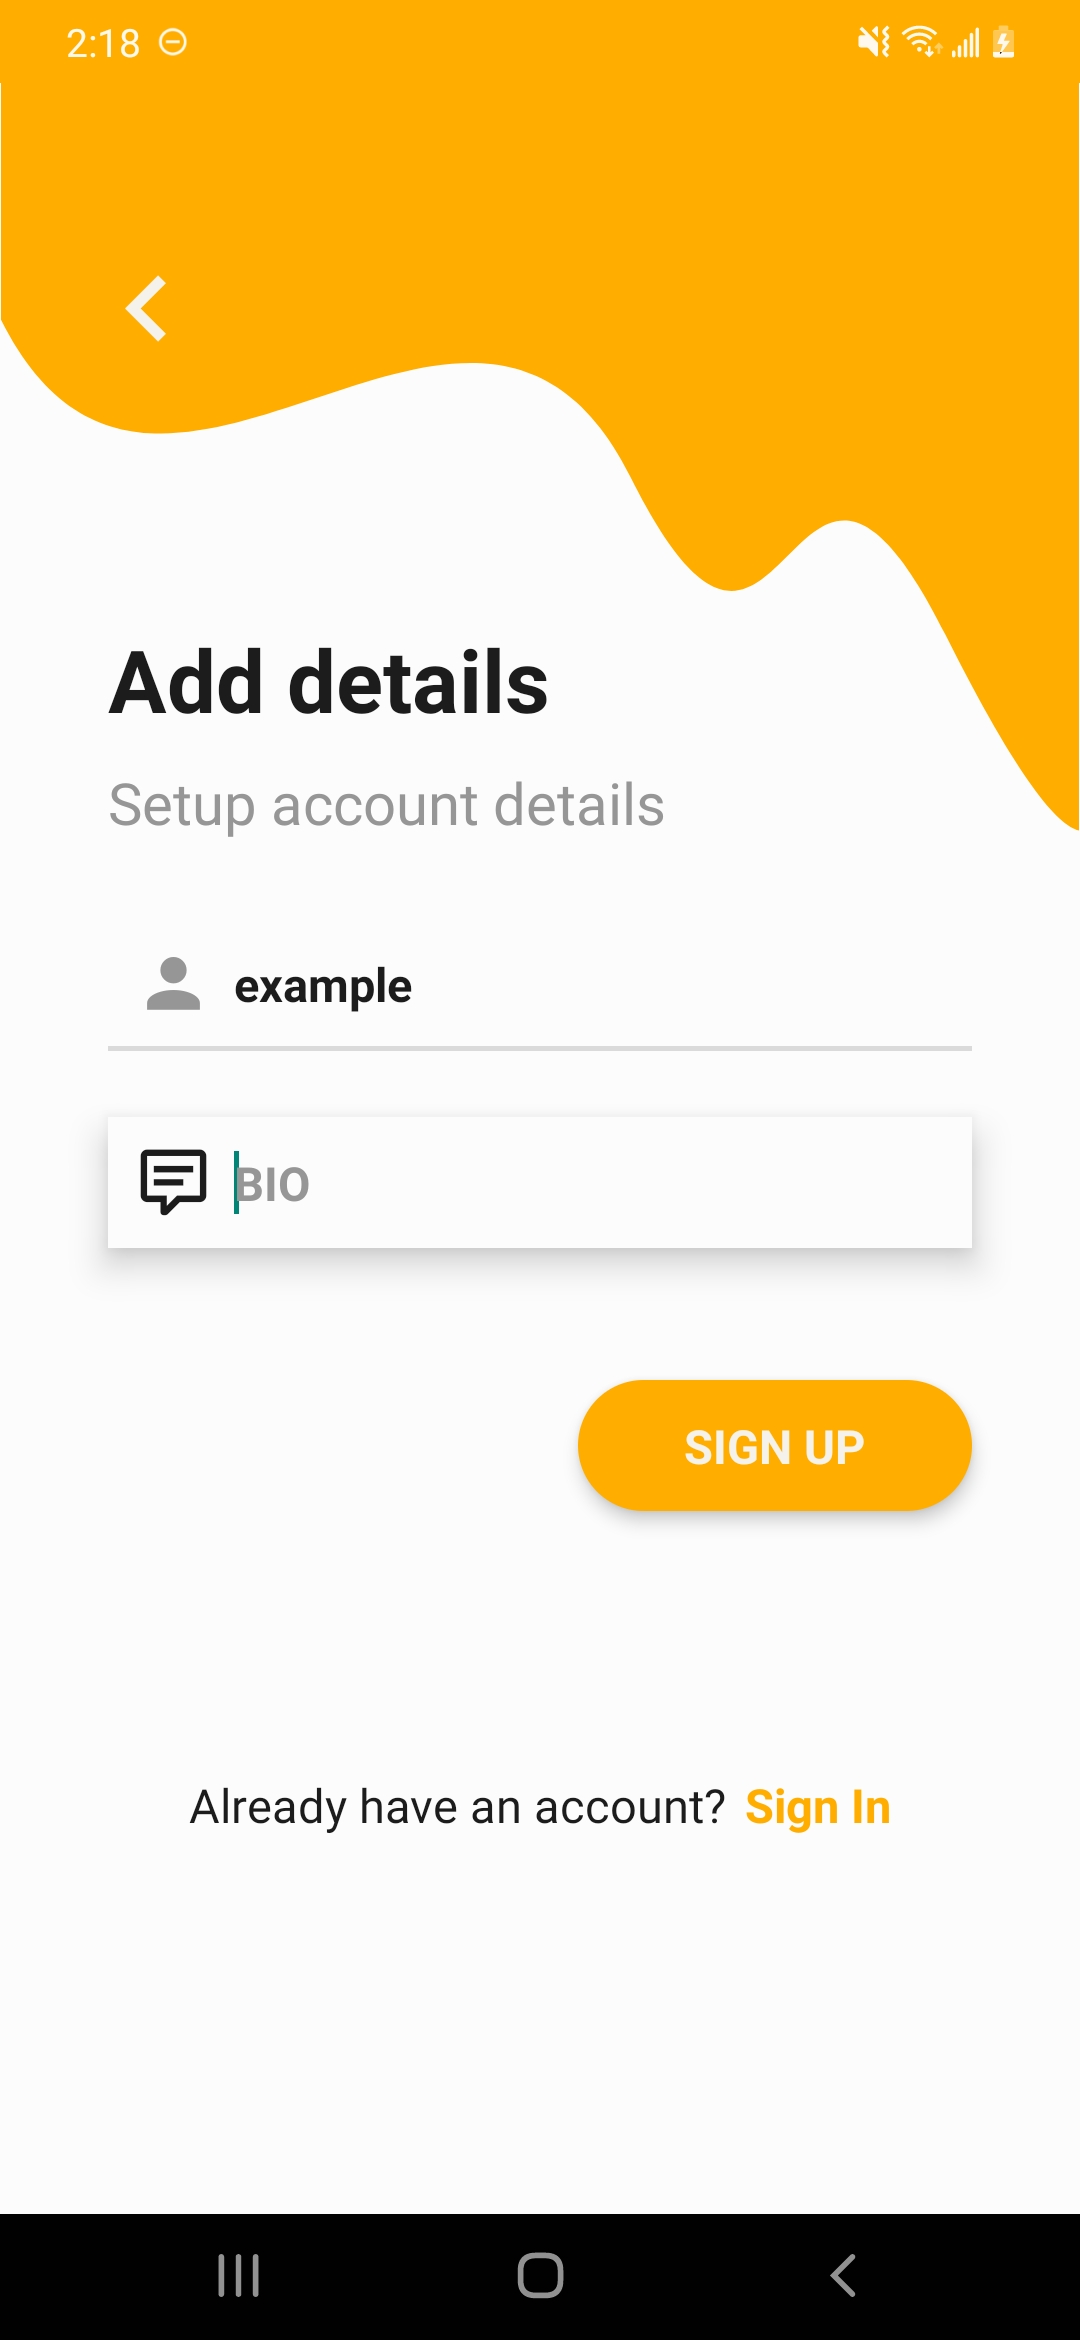 2:18
Add details
Setup account details
example
BIO
SIGN UP
Already have an account? Sign In